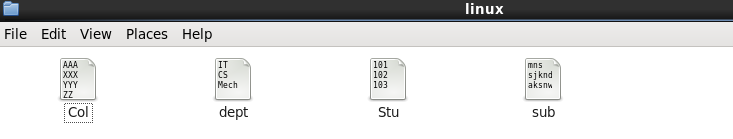 linux
File Edit View Places Help
AAA
XXX
YYY
ZZ
Col
IT
CS
Mech
dept
101
102
103
Stu
mns
sjknd
aksnw
sub